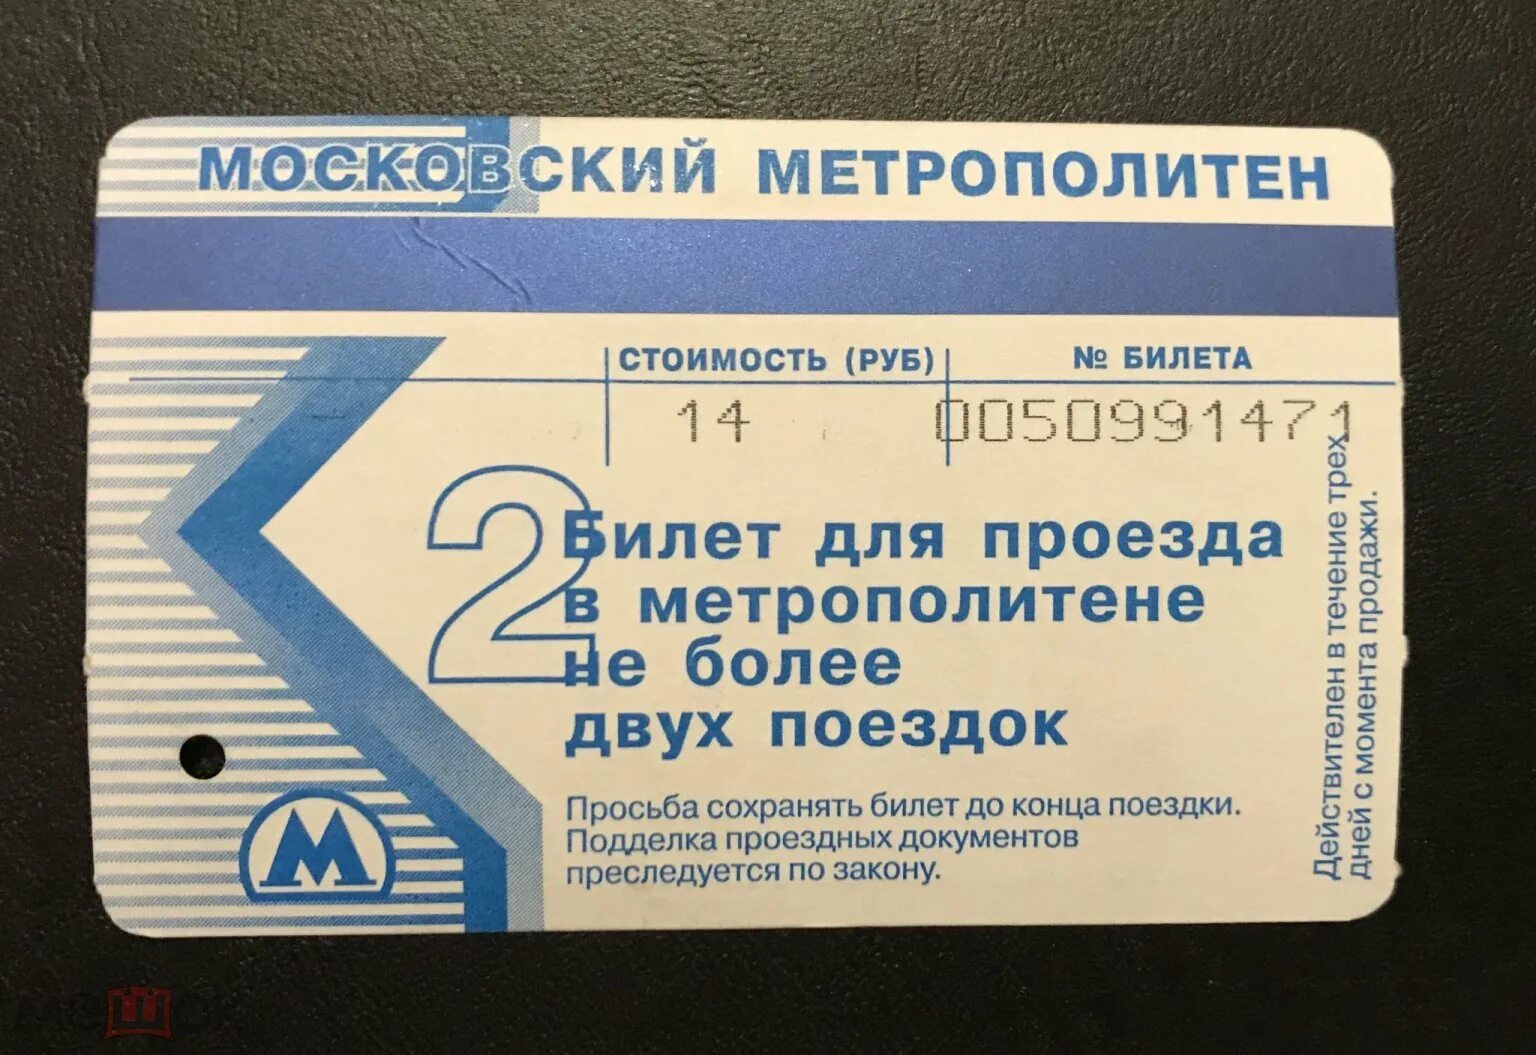 МОСКОВСКИЙ МЕТРОПОЛИТЕН
СТОИМОСТЬ (РУБ)
№ БИЛЕТА
14
0050991471
2
Билет для проезда
в метрополитене
не более
двух поездок
Просьба сохранять билет до конца поездки.
Подделка проездных документов
преследуется по закону.
Действителен в течение трех
дней с момента продажи.
М